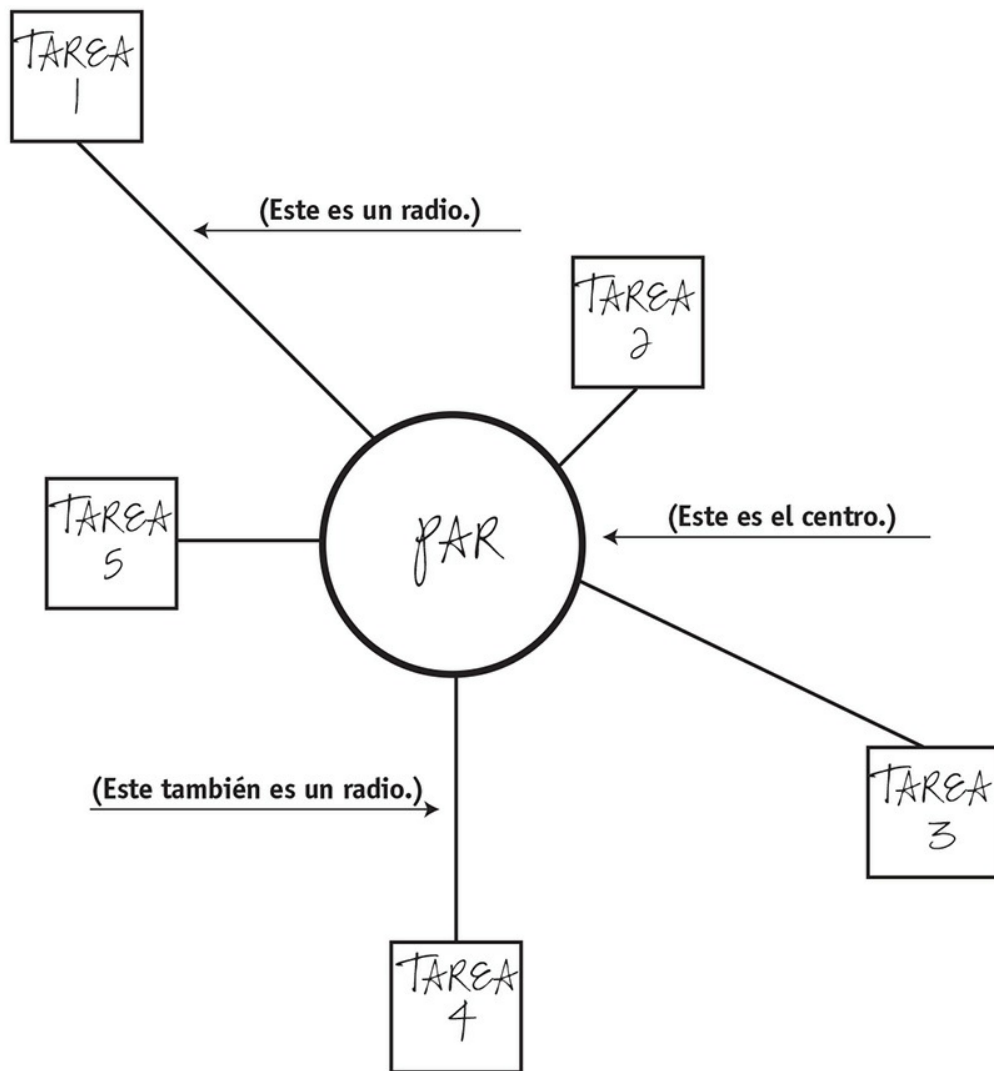 TAREA
1
(Este es un radio.)
TAREA
2
TAREA
5
PAR
(Este es el centro.)
(Este también es un radio.)
TAREA
3
TAREA
4